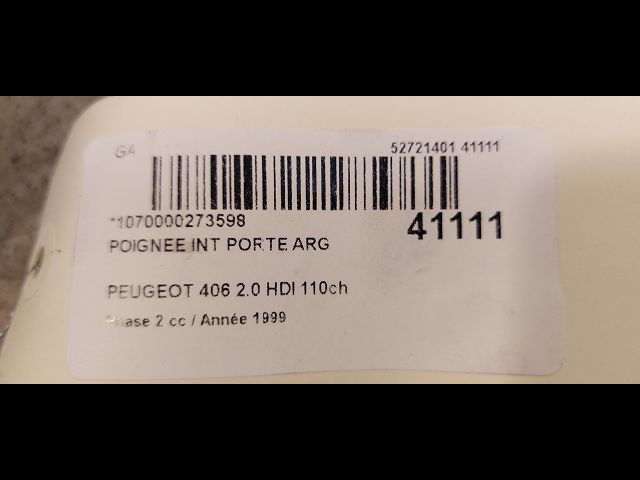 GA
52721401 41111
*1070000273598
41111
POIGNEE INT PORTE ARG
PEUGEOT 406 2.0 HDI 110ch
Phase 2 cc / Année 1999